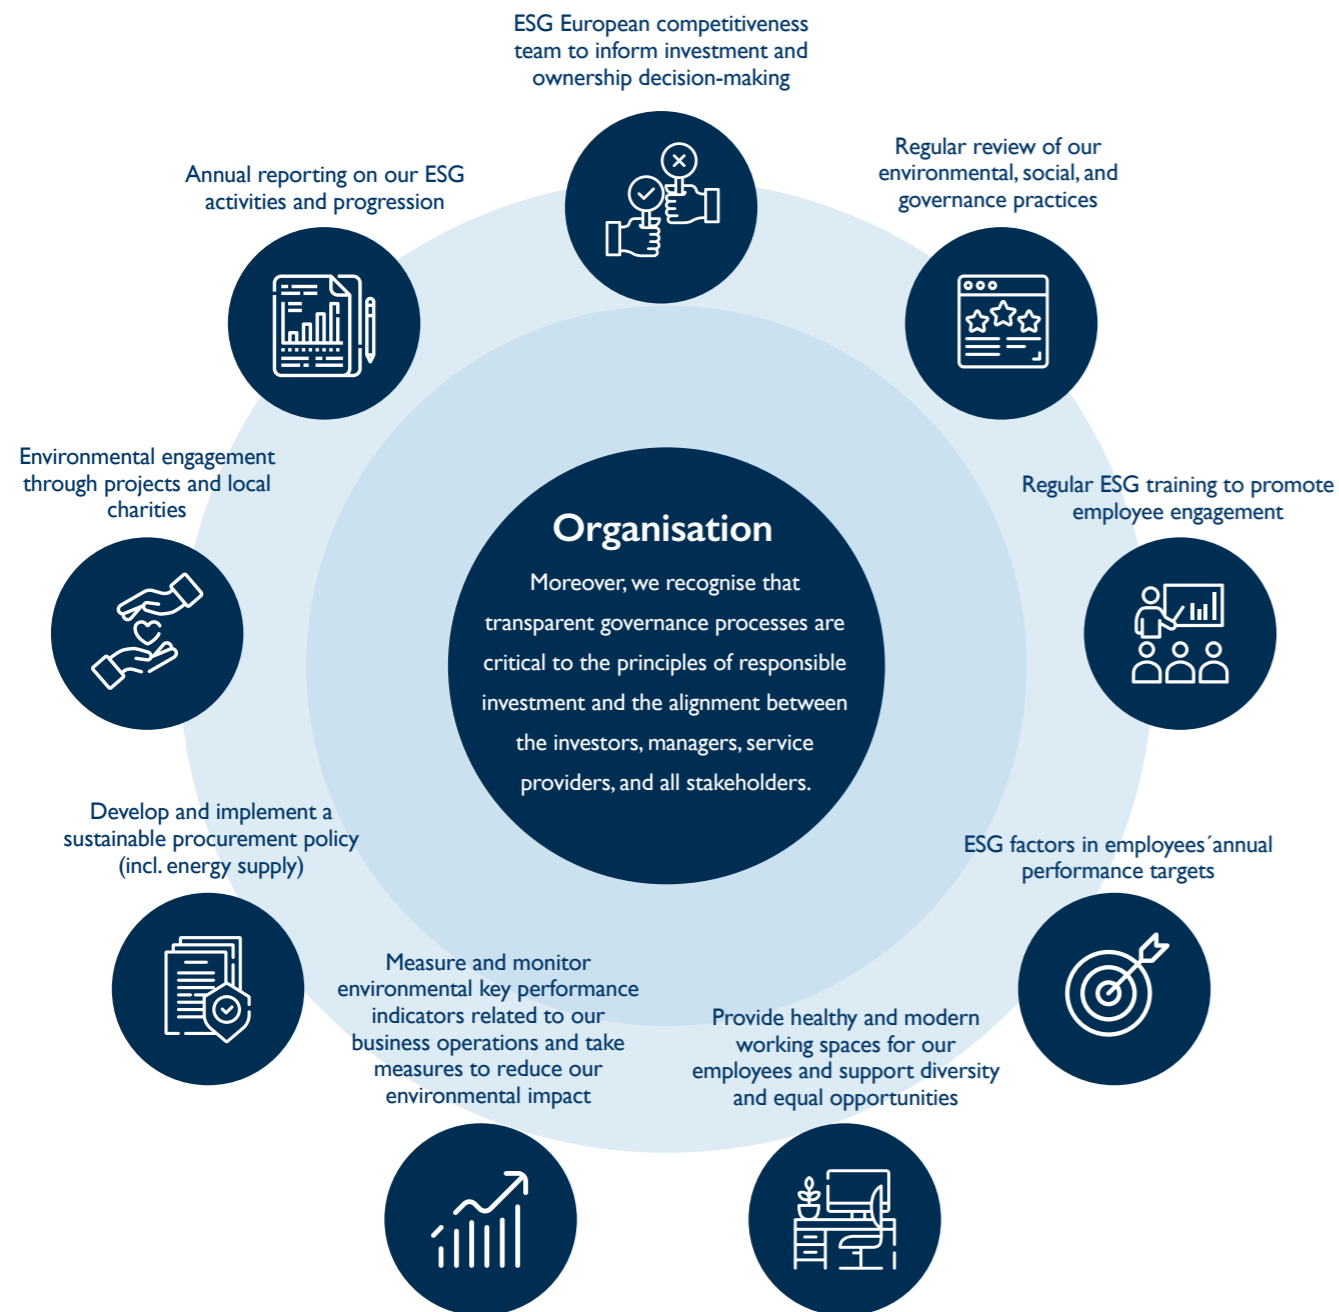 ESG European competitiveness
team to inform investment and
ownership decision-making
Regular review of our
environmental, social, and
governance practices
Annual reporting on our ESG
activities and progression
Environmental engagement
through projects and local
charities
Regular ESG training to promote
employee engagement
Organisation
Moreover, we recognise that
transparent governance processes are
critical to the principles of responsible
investment and the alignment between
the investors, managers, service
providers, and all stakeholders.
Develop and implement a
sustainable procurement policy
(incl. energy supply)
ESG factors in employees´annual
performance targets
Measure and monitor
environmental key performance
indicators related to our
business operations and take
measures to reduce our
environmental impact
Provide healthy and modern
working spaces for our
employees and support diversity
and equal opportunities